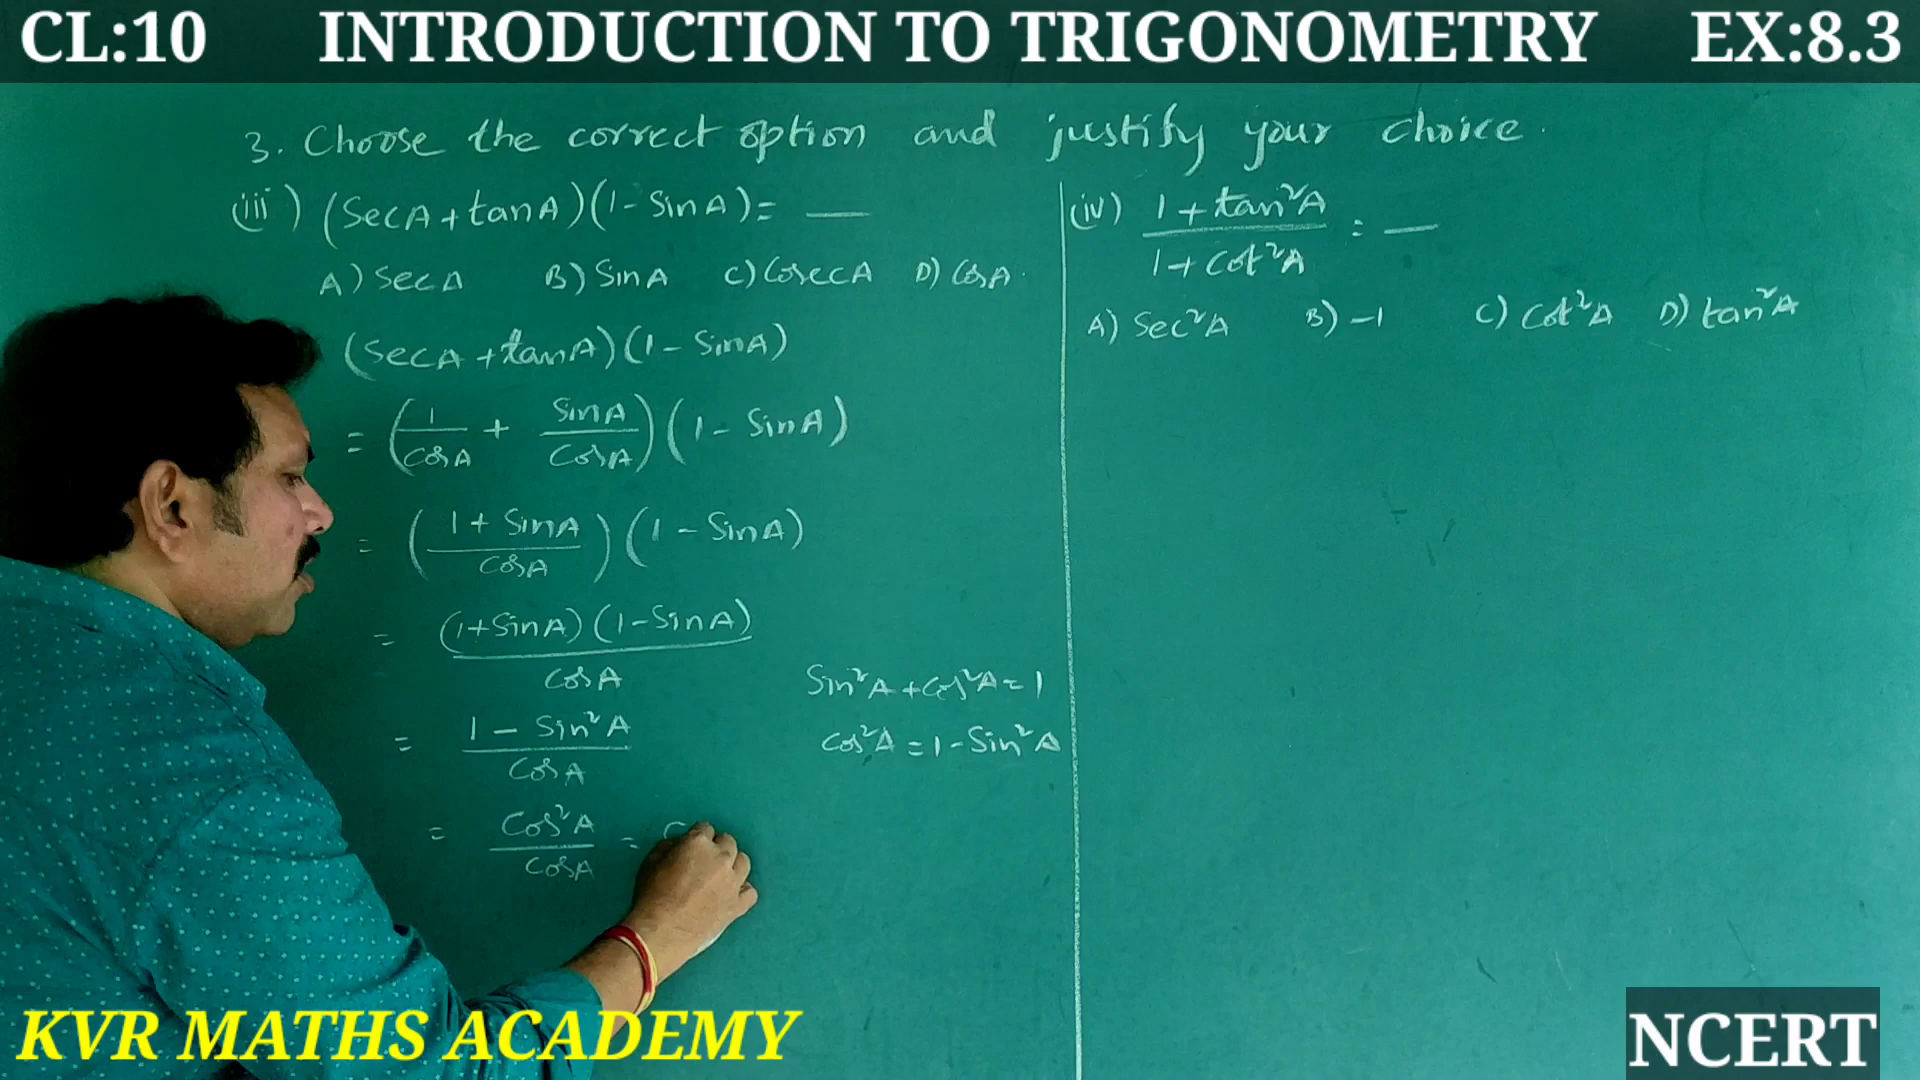 CL:10 INTRODUCTION TO TRIGONOMETRY EX:8.3
3. Choose the correct option and justify your choice.
(iii) (SecA + tanA)(1 - SinA) = —
A) SecA B) SinA C) CosecA D) CosA.
(SecA + tanA)(1 - SinA)
= (1/CosA + SinA/CosA)(1 - SinA)
= ((1 + SinA)/CosA)(1 - SinA)
= (1+SinA)(1-SinA)/CosA
Sin²A + Cos²A = 1
= (1 - Sin²A)/CosA
Cos²A = 1 - Sin²A
= Cos²A/CosA = C
(iv) (1 + tan²A)/(1 + Cot²A) = —
A) Sec²A B) -1 C) Cot²A D) tan²A
KVR MATHS ACADEMY
NCERT